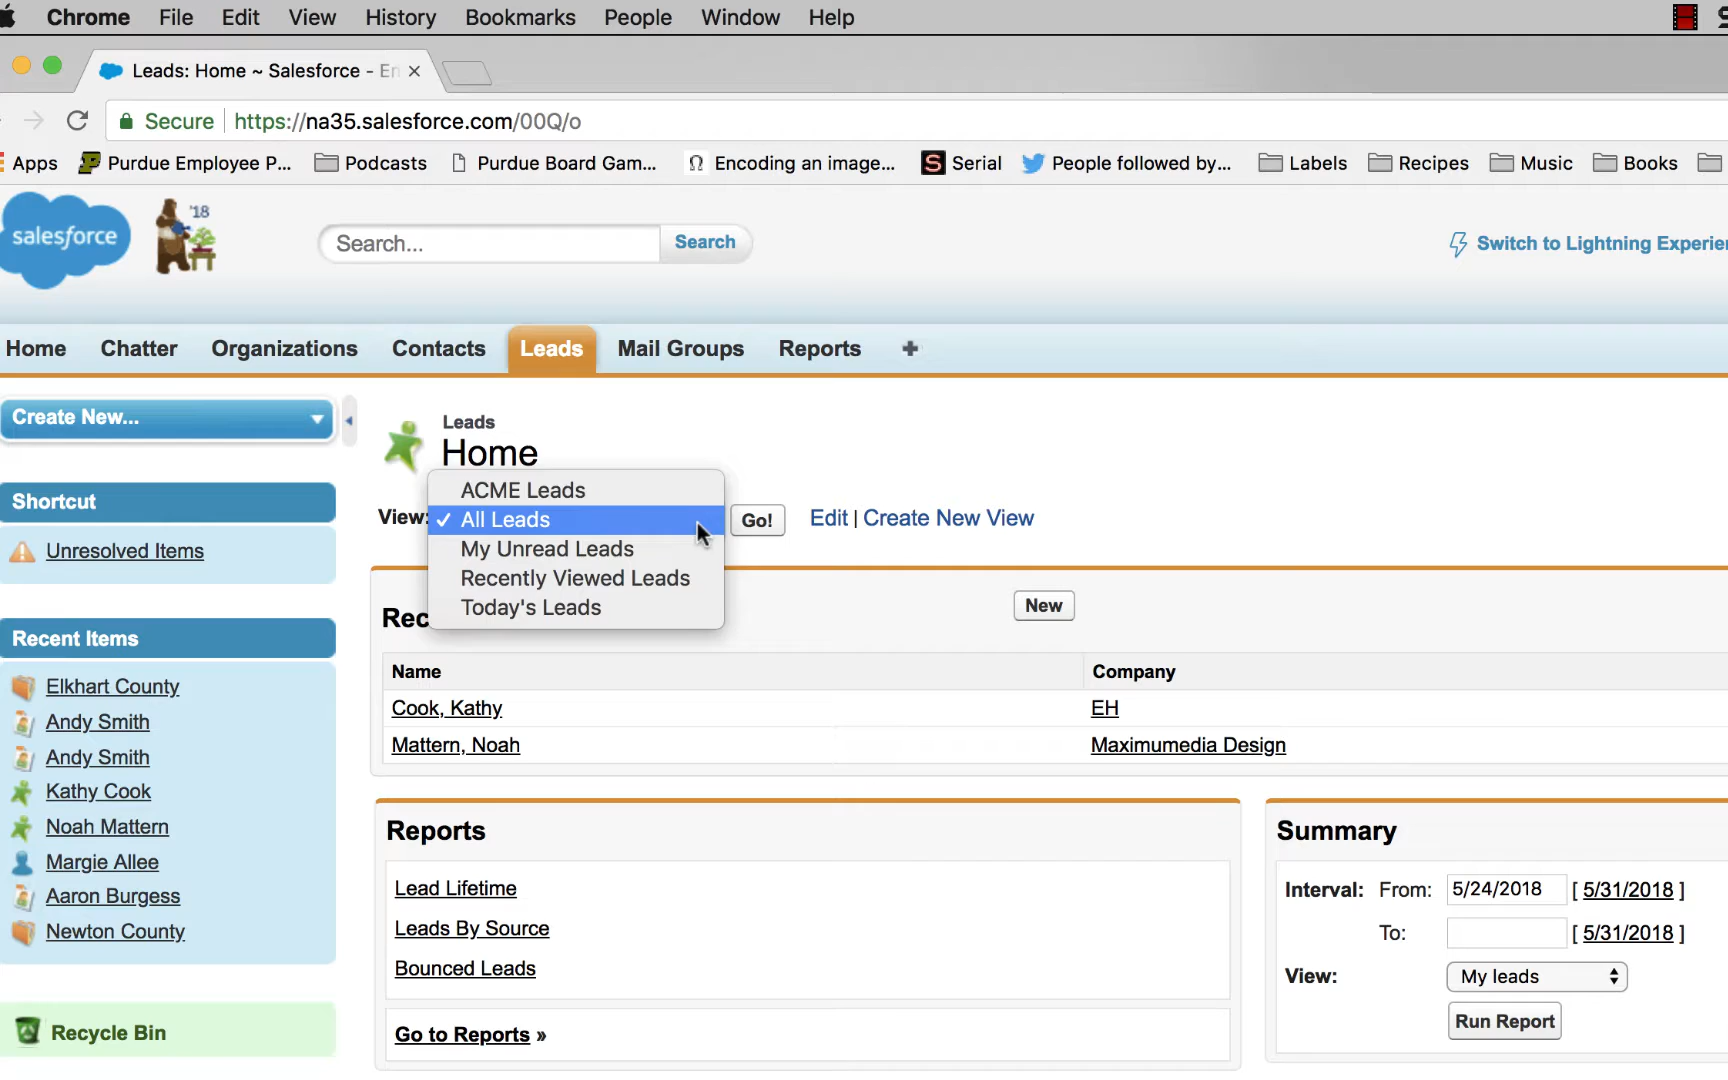 Chrome File Edit View History Bookmarks People Window Help
Leads: Home ~ Salesforce - En
Secure https://na35.salesforce.com/00Q/o
Apps Purdue Employee P... Podcasts Purdue Board Gam... Encoding an image... Serial People followed by... Labels Recipes Music Books
salesforce '18 Search... Search Switch to Lightning Experien
Home Chatter Organizations Contacts Leads Mail Groups Reports +
Create New...
Shortcut
Unresolved Items
Recent Items
Elkhart County
Andy Smith
Andy Smith
Kathy Cook
Noah Mattern
Margie Allee
Aaron Burgess
Newton County
Recycle Bin
Leads
Home
View: ✓ All Leads Go! Edit | Create New View
ACME Leads
My Unread Leads
Recently Viewed Leads
Today's Leads
Rec New
Name Company
Cook, Kathy EH
Mattern, Noah Maximumedia Design
Reports
Lead Lifetime
Leads By Source
Bounced Leads
Go to Reports »
Summary
Interval: From: 5/24/2018 [ 5/31/2018 ]
To: [ 5/31/2018 ]
View: My leads
Run Report